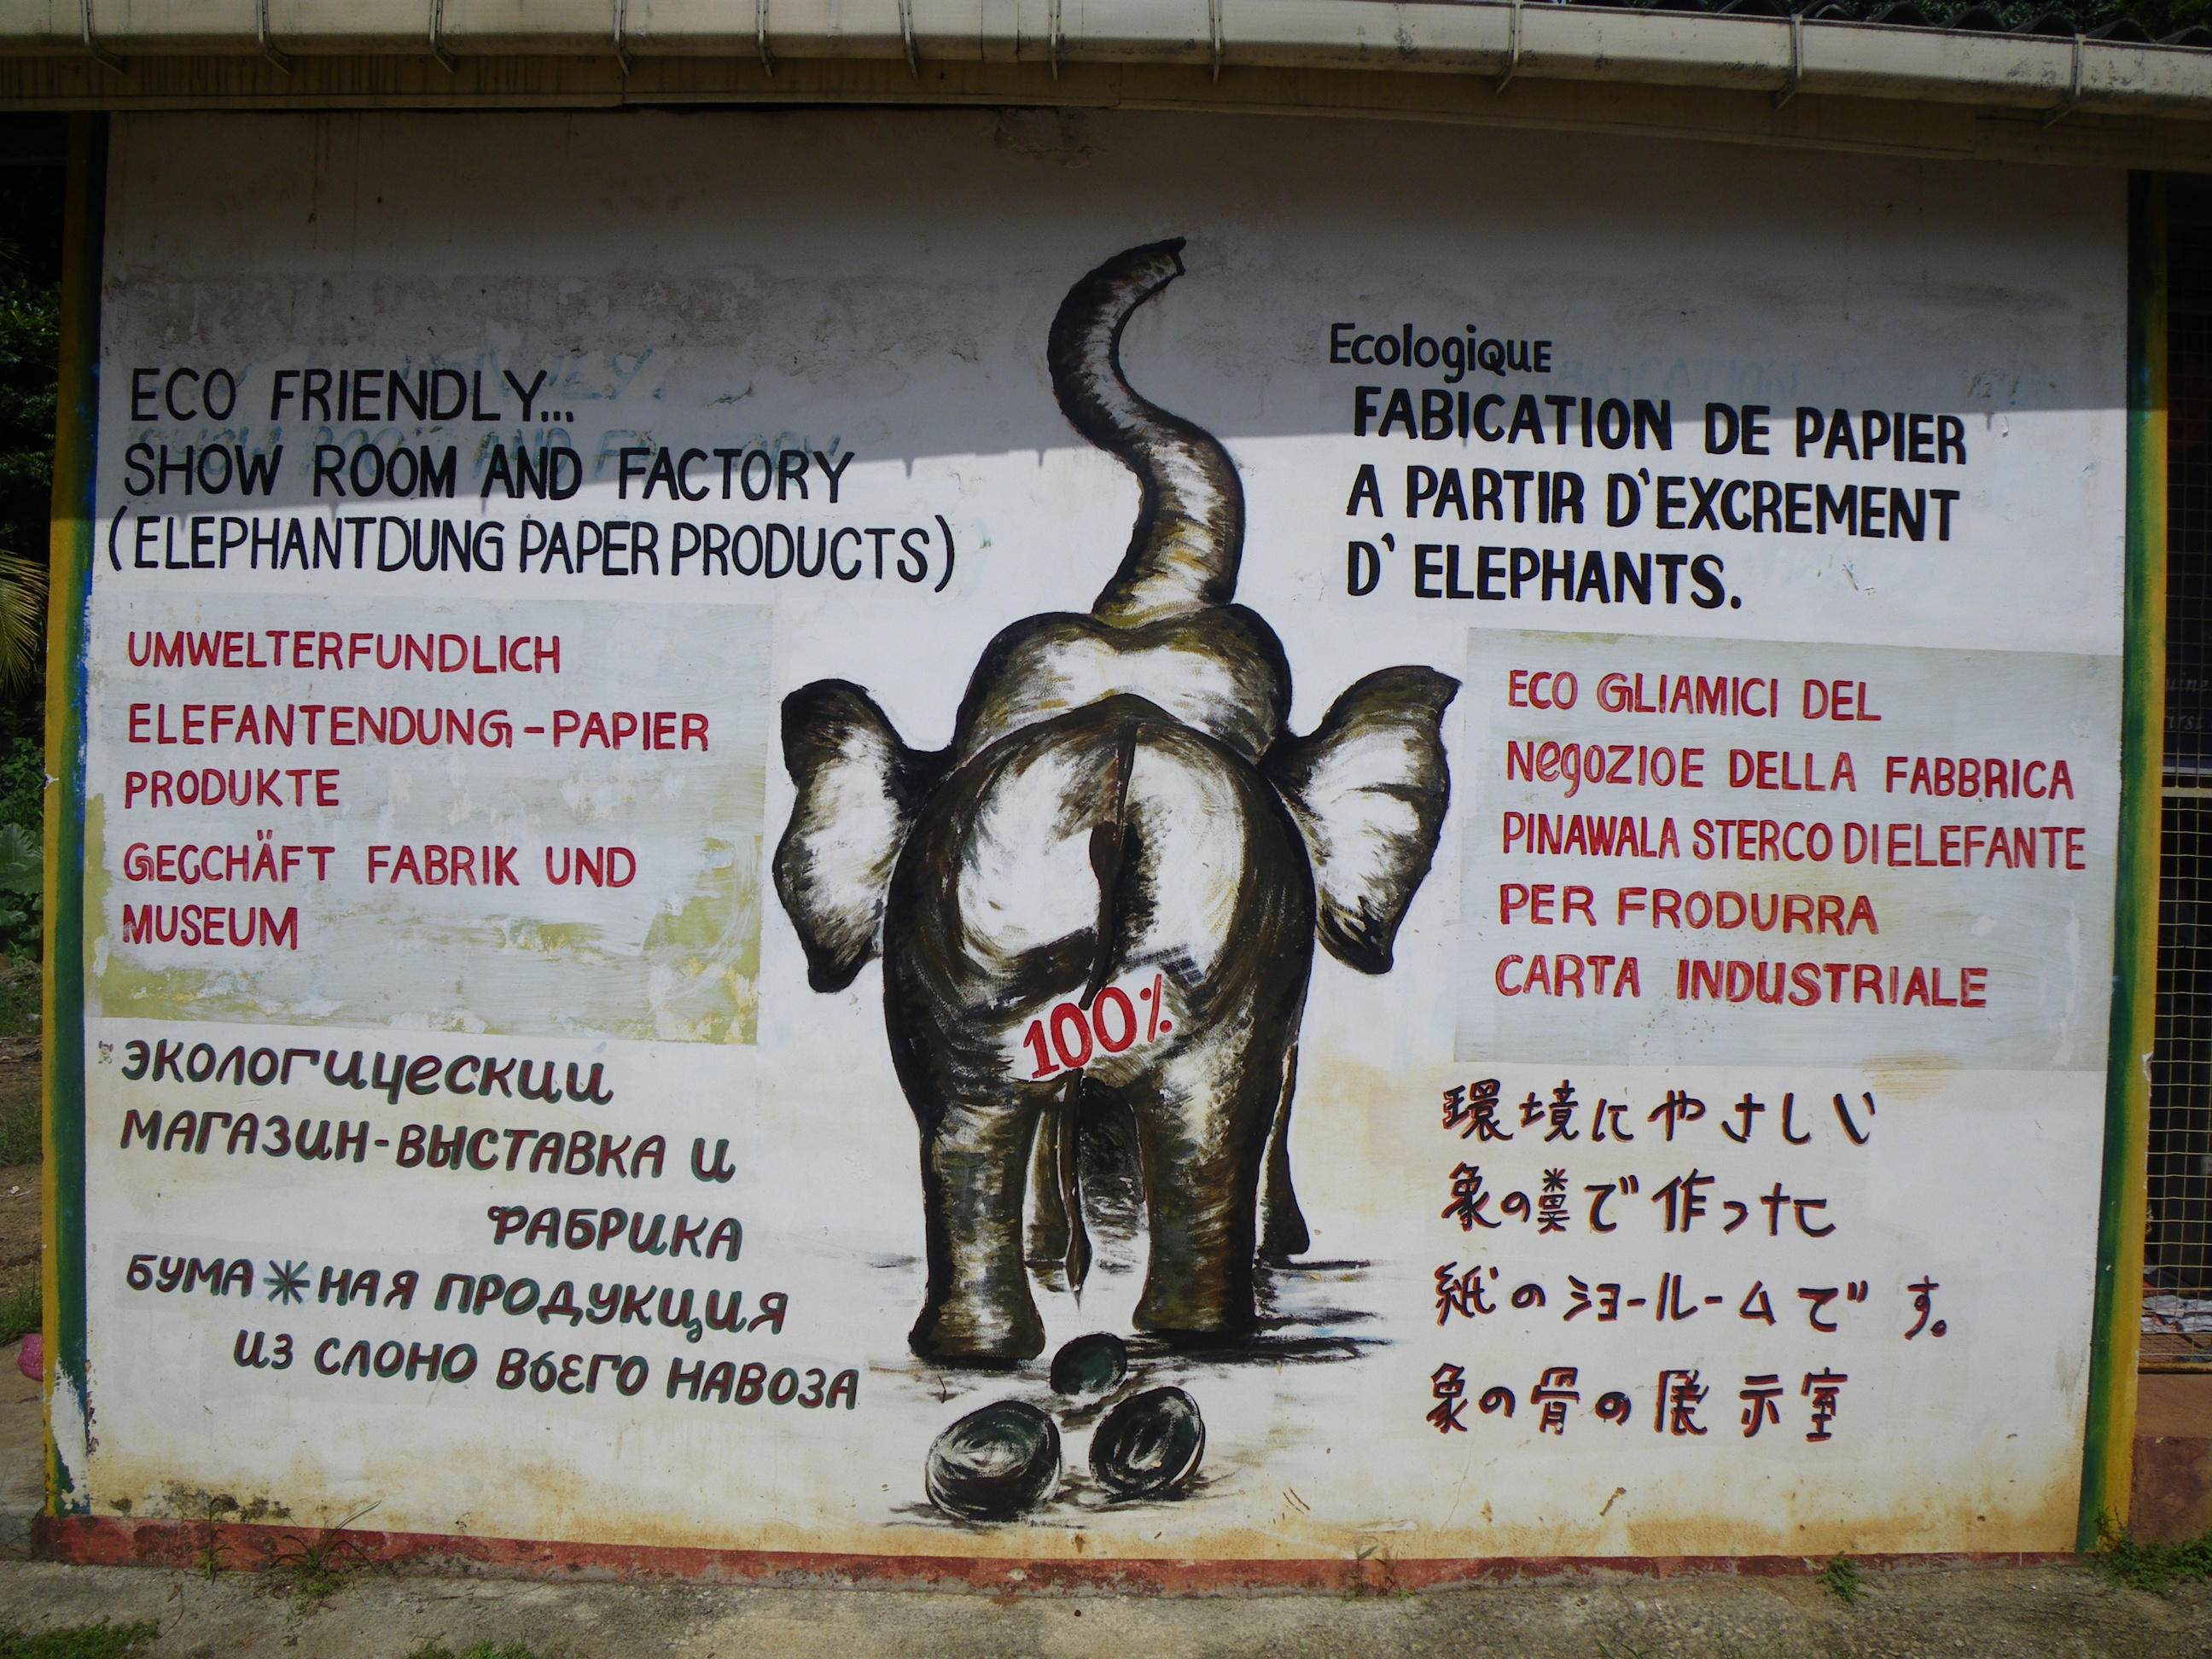 ECO FRIENDLY...
SHOW ROOM AND FACTORY
(ELEPHANTDUNG PAPER PRODUCTS)
UMWELTERFUNDLICH
ELEFANTENDUNG-PAPIER
PRODUKTE
GEGCHÄFT FABRIK UND
MUSEUM
ЭКОЛОГИЦЕСКИИ
МАГАЗИН-ВЫСТАВКА И
ФАБРИКА
БУМАЖНАЯ ПРОДУКЦИЯ
ИЗ СЛОНО ВЬЕГО НАВОЗА
100%
EcologiquE
FABICATION DE PAPIER
A PARTIR D'EXCREMENT
D' ELEPHANTS.
ECO GLIAMICI DEL
NegOZIOE DELLA FABBRICA
PINAWALA STERCO DI ELEFANTE
PER FRODURRA
CARTA INDUSTRIALE
環境にやさしい
象の糞で作った
紙のショールームです。
象の骨の展示室